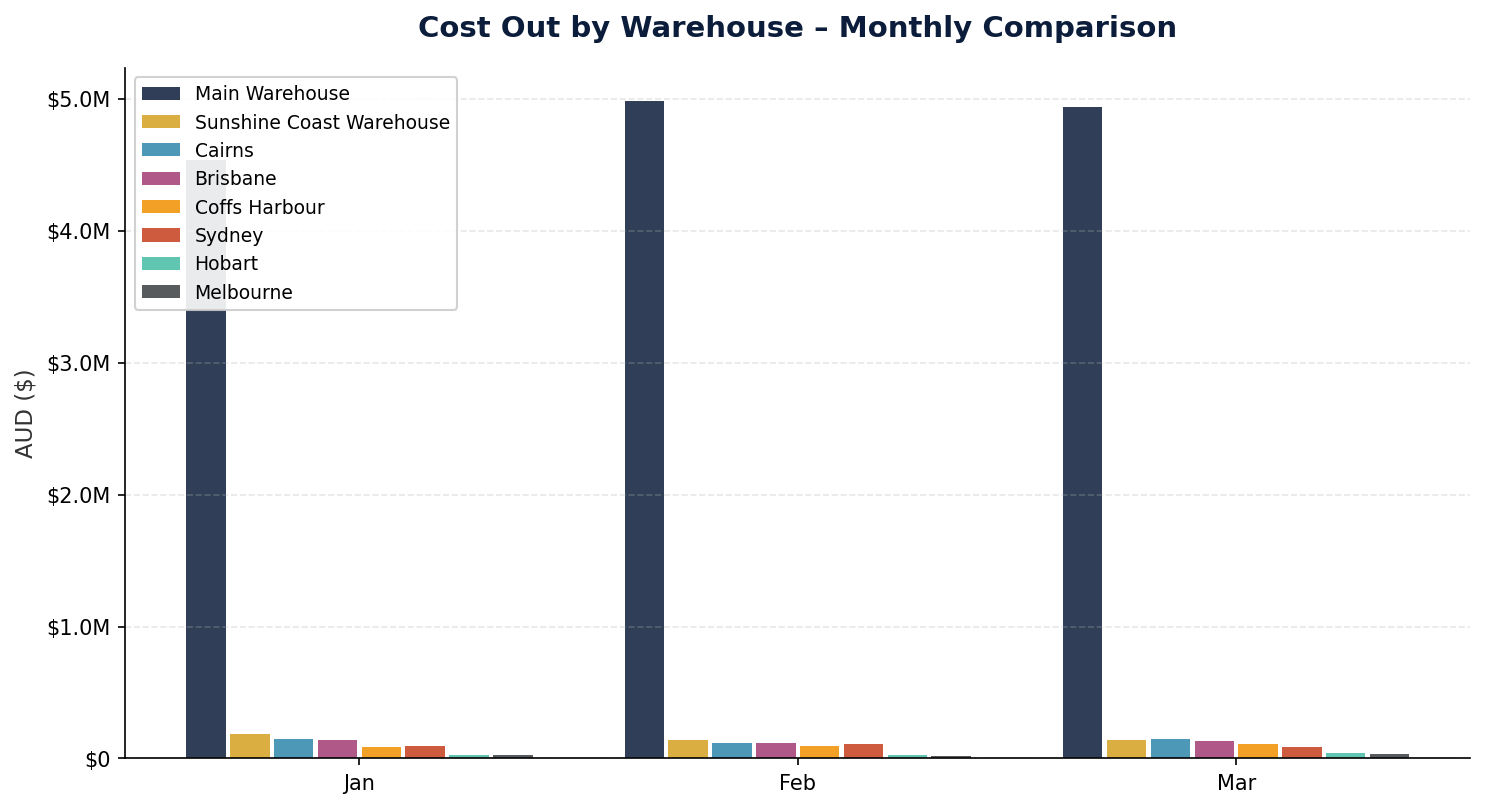 Cost Out by Warehouse – Monthly Comparison
Main Warehouse
Sunshine Coast Warehouse
Cairns
Brisbane
Coffs Harbour
Sydney
Hobart
Melbourne
$5.0M
$4.0M
$3.0M
$2.0M
$1.0M
$0
AUD ($)
Jan
Feb
Mar